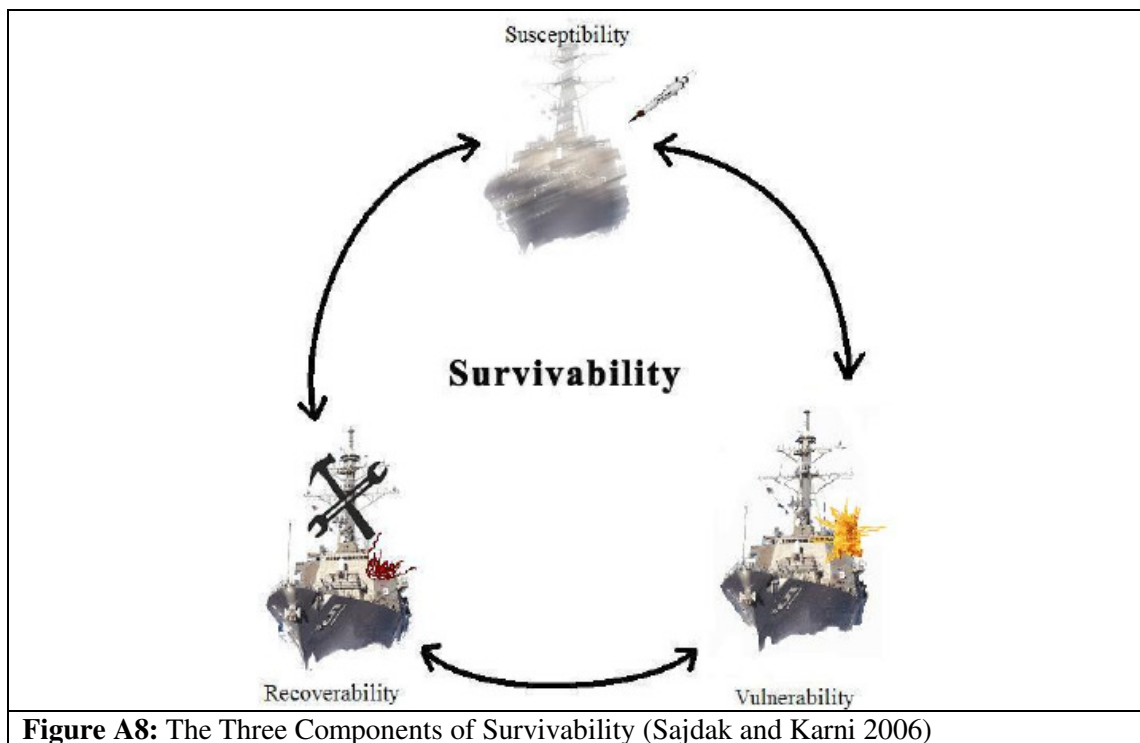 Susceptibility
Survivability
Recoverability
Vulnerability
Figure A8: The Three Components of Survivability (Sajdak and Karni 2006)